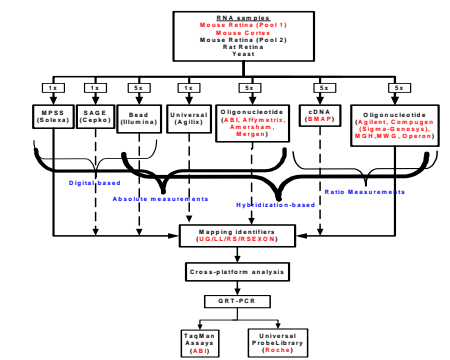 RNA samples
Mouse Retina (Pool 1)
Mouse Cortex
Mouse Retina (Pool 2)
Rat Retina
Yeast
1x 1x 5x 1x 5x 5x 5x
MPSS
(Solexa)
SAGE
(Cepko)
Bead
(Illumina)
Universal
(Agilix)
Oligonucleotide
(ABI, Affymetrix,
Amersham,
Mergen)
cDNA
(BMAP)
Oligonucleotide
(Agilent, Compugen
(Sigma-Genosys),
MGH,MWG, Operon)
Digital-based
Absolute measurements
Hybridization-based
Ratio Measurements
Mapping identifiers
(UG/LL/RS/RSEXON)
Cross-platform analysis
QRT-PCR
TaqMan
Assays
(ABI)
Universal
ProbeLibrary
(Roche)